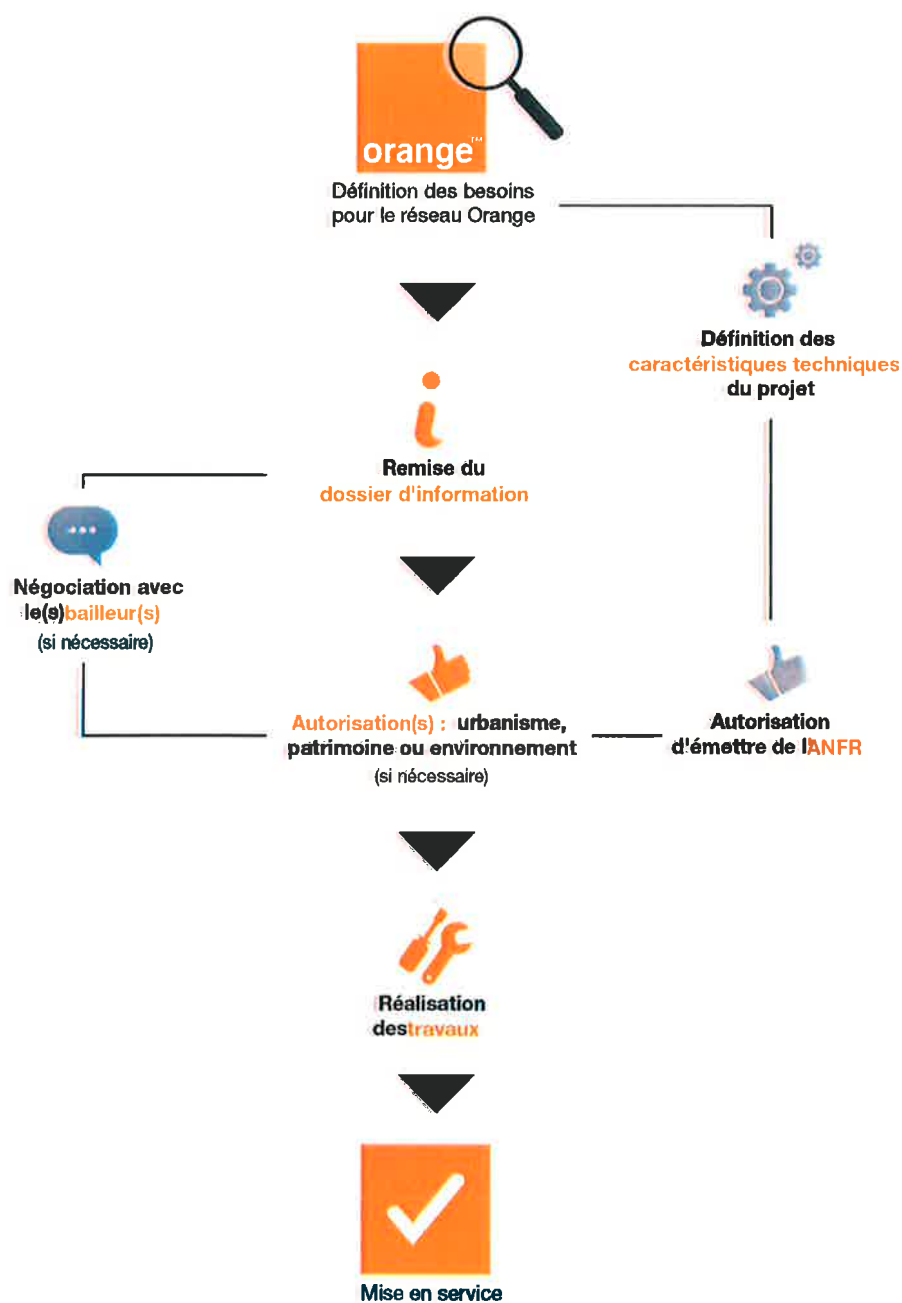 orange™
Définition des besoins
pour le réseau Orange
Définition des
caractéristiques techniques
du projet
Remise du
dossier d'information
Négociation avec
le(s) bailleur(s)
(si nécessaire)
Autorisation(s) : urbanisme,
patrimoine ou environnement
(si nécessaire)
Autorisation
d'émettre de l'ANFR
Réalisation
des travaux
Mise en service